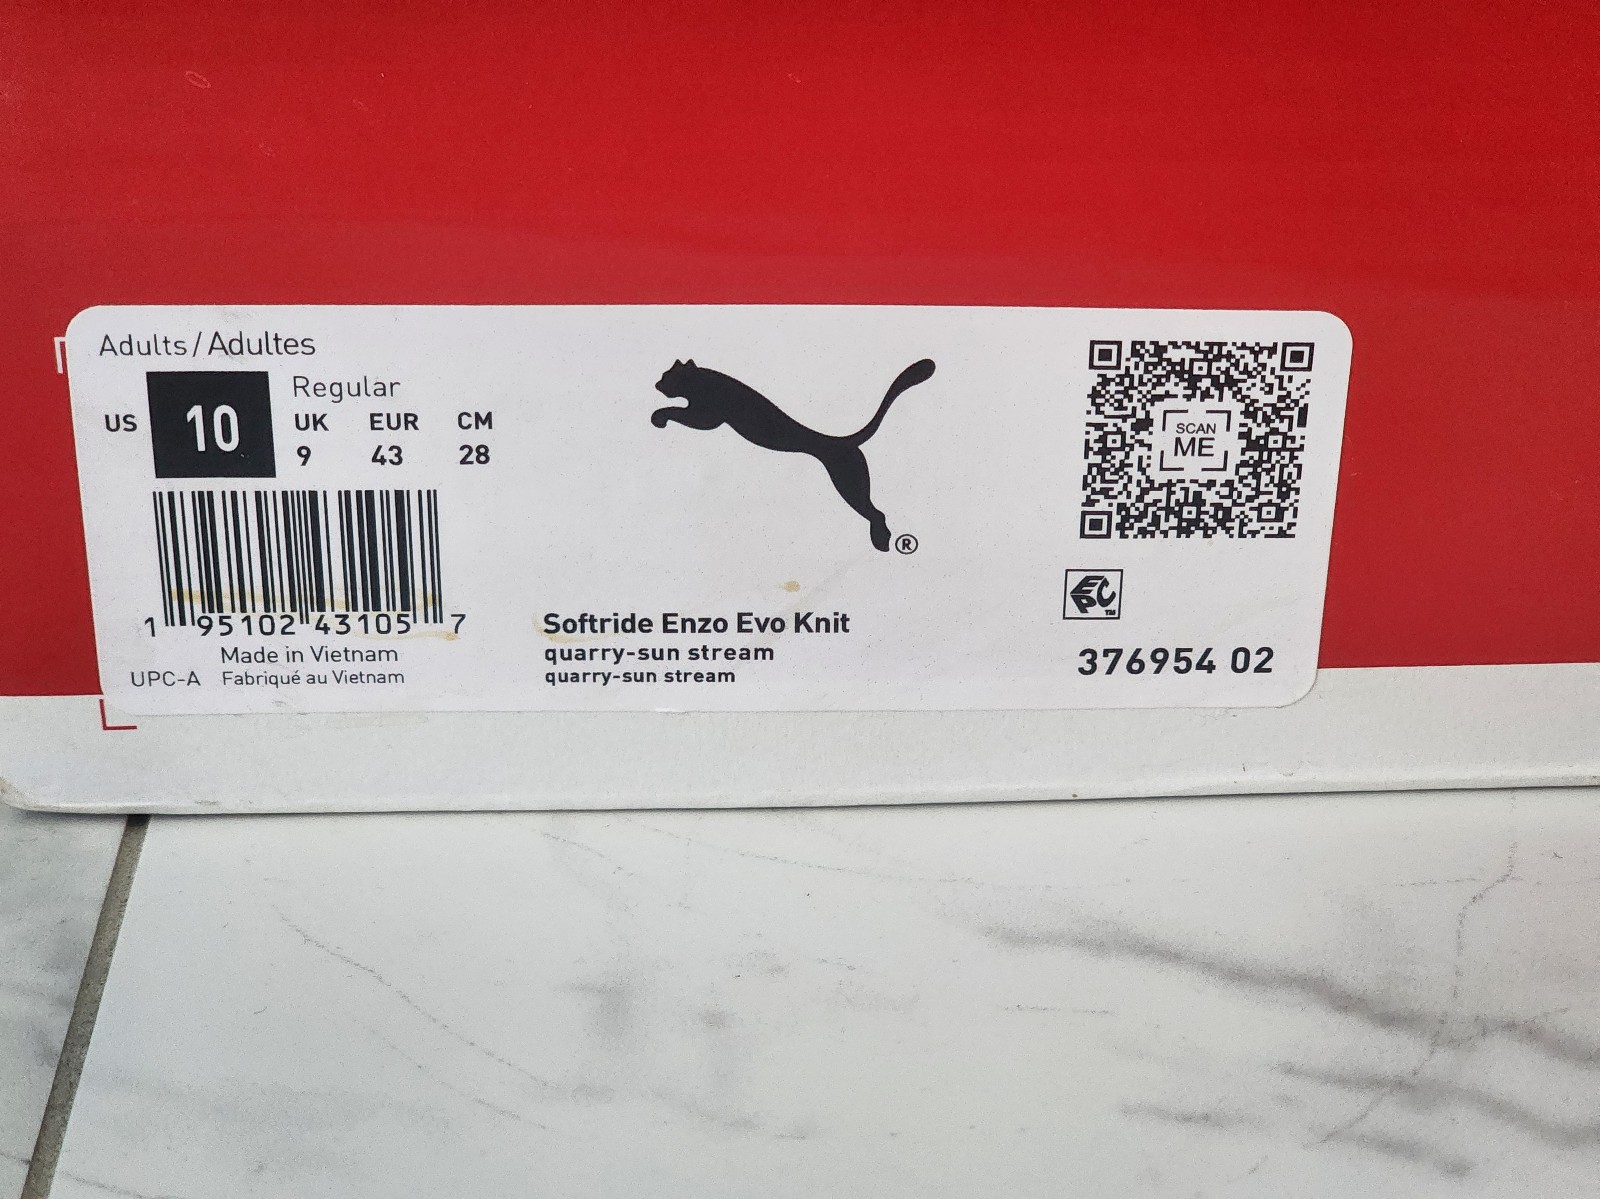 Adults/Adultes
US 10 Regular
UK EUR CM
9 43 28
SCAN
ME
®
1 95102 43105 7
Made in Vietnam
UPC-A Fabriqué au Vietnam
Softride Enzo Evo Knit
quarry-sun stream
quarry-sun stream
EPC™
376954 02